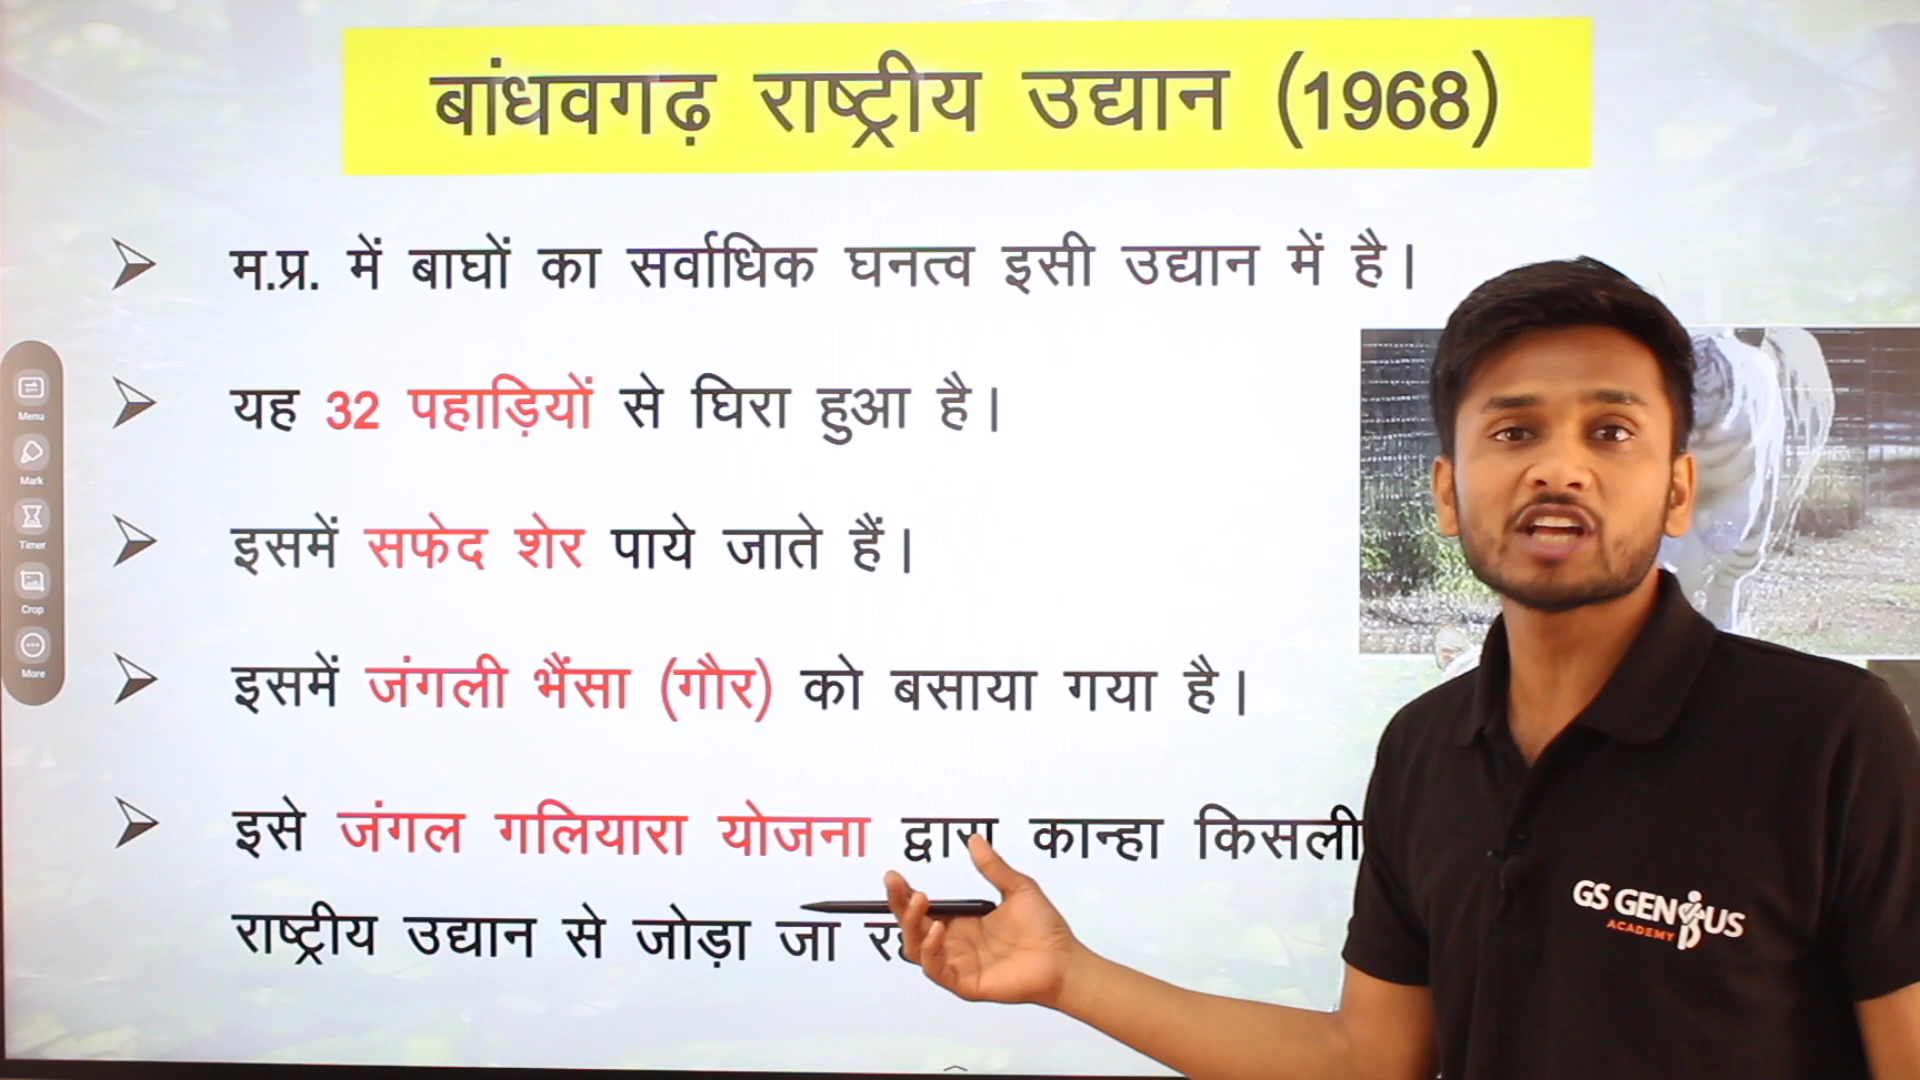 बांधवगढ़ राष्ट्रीय उद्यान (1968)
म.प्र. में बाघों का सर्वाधिक घनत्व इसी उद्यान में है।
यह 32 पहाड़ियों से घिरा हुआ है।
इसमें सफेद शेर पाये जाते हैं।
इसमें जंगली भैंसा (गौर) को बसाया गया है।
इसे जंगल गलियारा योजना द्वारा कान्हा किसली
राष्ट्रीय उद्यान से जोड़ा जा
Menu
Mark
Timer
Crop
More
GS GENIUS
ACADEMY